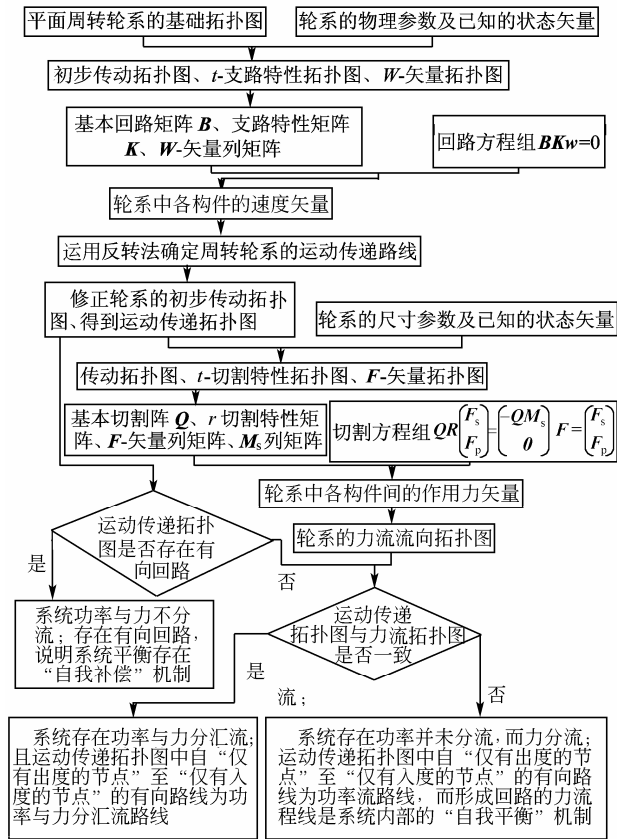 平面周转轮系的基础拓扑图
轮系的物理参数及已知的状态矢量
初步传动拓扑图、t-支路特性拓扑图、W-矢量拓扑图
基本回路矩阵 B、支路特性矩阵
K、W-矢量列矩阵
回路方程组 BKw=0
轮系中各构件的速度矢量
运用反转法确定周转轮系的运动传递路线
修正轮系的初步传动拓扑
图、得到运动传递拓扑图
轮系的尺寸参数及已知的状态矢量
传动拓扑图、t-切割特性拓扑图、F-矢量拓扑图
基本切割阵 Q、r 切割特性矩
阵、F-矢量列矩阵、Ms列矩阵
切割方程组 QR(Fs Fp)=(-QMs 0) F=(Fs Fp)
轮系中各构件间的作用力矢量
轮系的力流流向拓扑图
运动传递拓扑
图是否存在有
向回路
是
否
系统功率与力不分
流；存在有向回路，
说明系统平衡存在
“自我补偿”机制
运动传递
拓扑图与力流拓扑图
是否一致
是
流；
否
系统存在功率与力分汇流；
且运动传递拓扑图中自“仅
有出度的节点”至“仅有入
度的节点”的有向路线为功
率与力分汇流路线
系统存在功率并未分流，而力分流；
运动传递拓扑图中自“仅有出度的节
点”至“仅有入度的节点”的有向路
线为功率流路线，而形成回路的力流
程线是系统内部的“自我平衡”机制